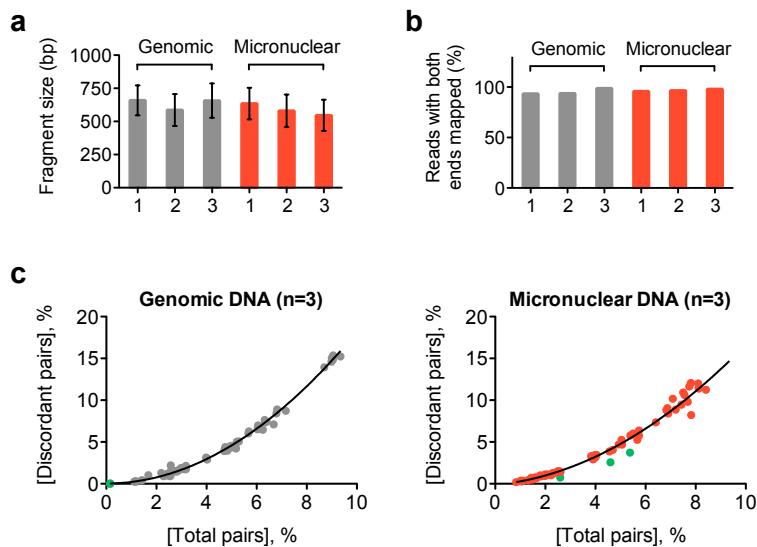 a
Genomic Micronuclear
Fragment size (bp)
1000
750
500
250
0
1 2 3 1 2 3
b
Genomic Micronuclear
Reads with both
ends mapped (%)
100
50
0
1 2 3 1 2 3
c
Genomic DNA (n=3)
[Discordant pairs], %
20
15
10
5
0
0 2 4 6 8 10
[Total pairs], %
Micronuclear DNA (n=3)
[Discordant pairs], %
20
15
10
5
0
0 2 4 6 8 10
[Total pairs], %